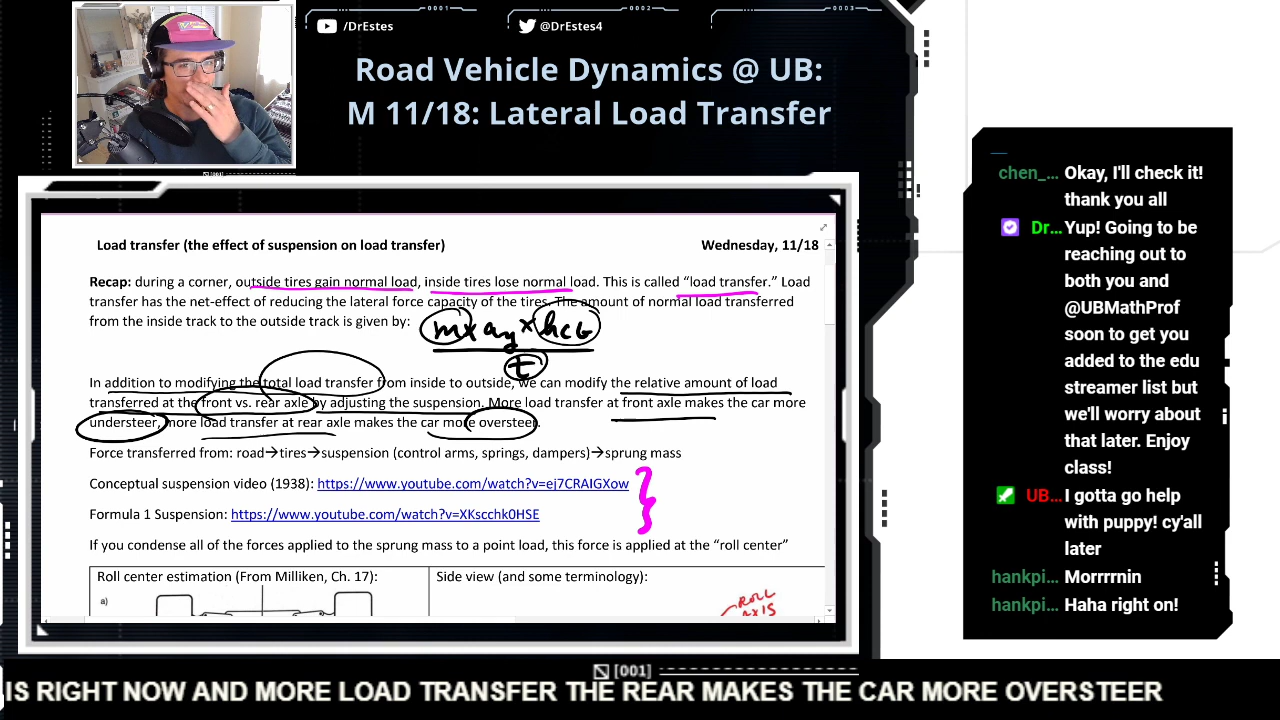 0001
0002
0003
/DrEstes
@DrEstes4
Road Vehicle Dynamics @ UB:
M 11/18: Lateral Load Transfer
[001]
Load transfer (the effect of suspension on load transfer) Wednesday, 11/18
Recap: during a corner, outside tires gain normal load, inside tires lose normal load. This is called “load transfer.” Load
transfer has the net-effect of reducing the lateral force capacity of the tires. The amount of normal load transferred
from the inside track to the outside track is given by:
m x ay x hCG
t
In addition to modifying the total load transfer from inside to outside, we can modify the relative amount of load
transferred at the front vs. rear axle by adjusting the suspension. More load transfer at front axle makes the car more
understeer, more load transfer at rear axle makes the car more oversteer.
Force transferred from: road→tires→suspension (control arms, springs, dampers)→sprung mass
Conceptual suspension video (1938): https://www.youtube.com/watch?v=ej7CRAIGXow
Formula 1 Suspension: https://www.youtube.com/watch?v=XKscchk0HSE
If you condense all of the forces applied to the sprung mass to a point load, this force is applied at the “roll center”
Roll center estimation (From Milliken, Ch. 17): Side view (and some terminology):
a)
ROLL
AXIS
chen_... Okay, I'll check it!
thank you all
Dr... Yup! Going to be
reaching out to
both you and
@UBMathProf
soon to get you
added to the edu
streamer list but
we'll worry about
that later. Enjoy
class!
UB... I gotta go help
with puppy! cy'all
later
hankpi... Morrrrnin
hankpi... Haha right on!
[001]
IS RIGHT NOW AND MORE LOAD TRANSFER THE REAR MAKES THE CAR MORE OVERSTEER